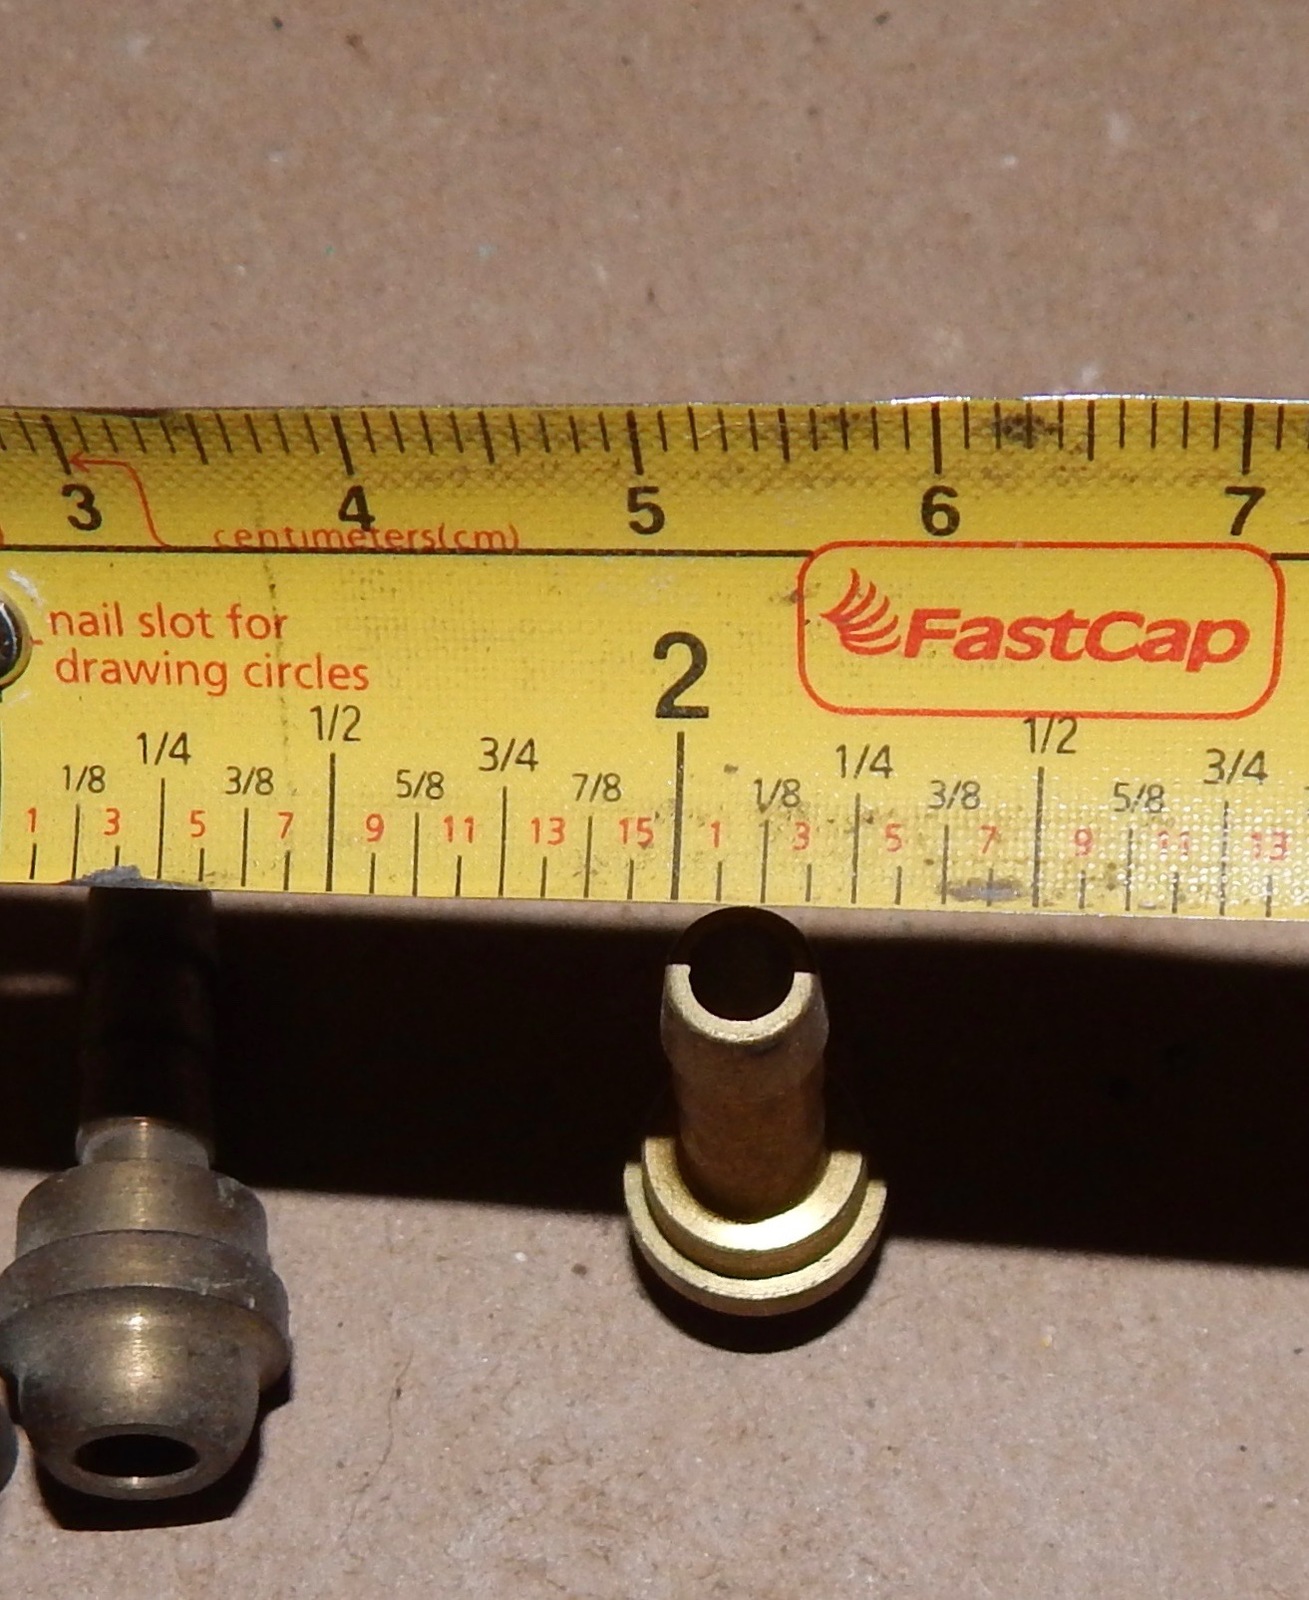 3 4 5 6 7
centimeters(cm)
nail slot for
drawing circles
FastCap
2
1/8 1/4 3/8 1/2 5/8 3/4 7/8 1/8 1/4 3/8 1/2 5/8 3/4
1 3 5 7 9 11 13 15 1 3 5 7 9 11 13